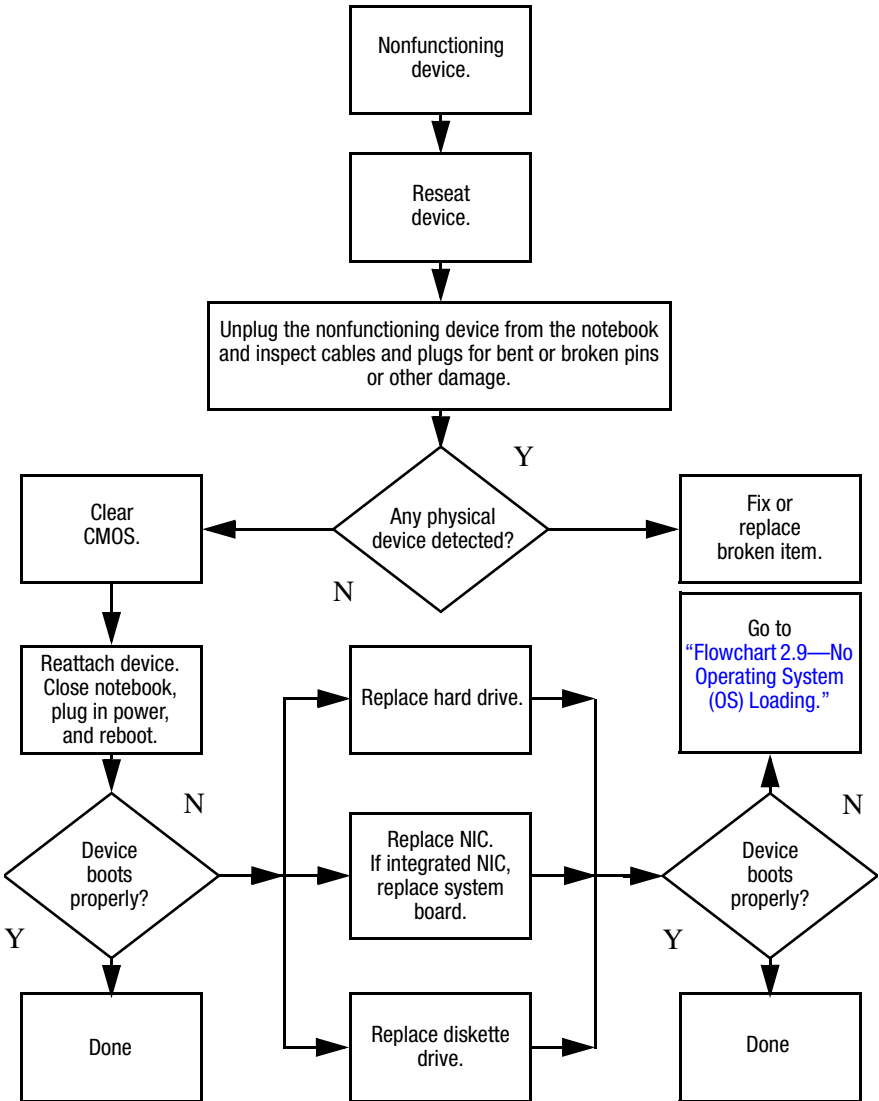 Nonfunctioning
device.
Reseat
device.
Unplug the nonfunctioning device from the notebook
and inspect cables and plugs for bent or broken pins
or other damage.
Y
Clear
CMOS.
Any physical
device detected?
Fix or
replace
broken item.
N
Reattach device.
Close notebook,
plug in power,
and reboot.
Replace hard drive.
Go to
“Flowchart 2.9—No
Operating System
(OS) Loading.”
N
N
Device
boots
properly?
Replace NIC.
If integrated NIC,
replace system
board.
Device
boots
properly?
Y
Y
Done
Replace diskette
drive.
Done